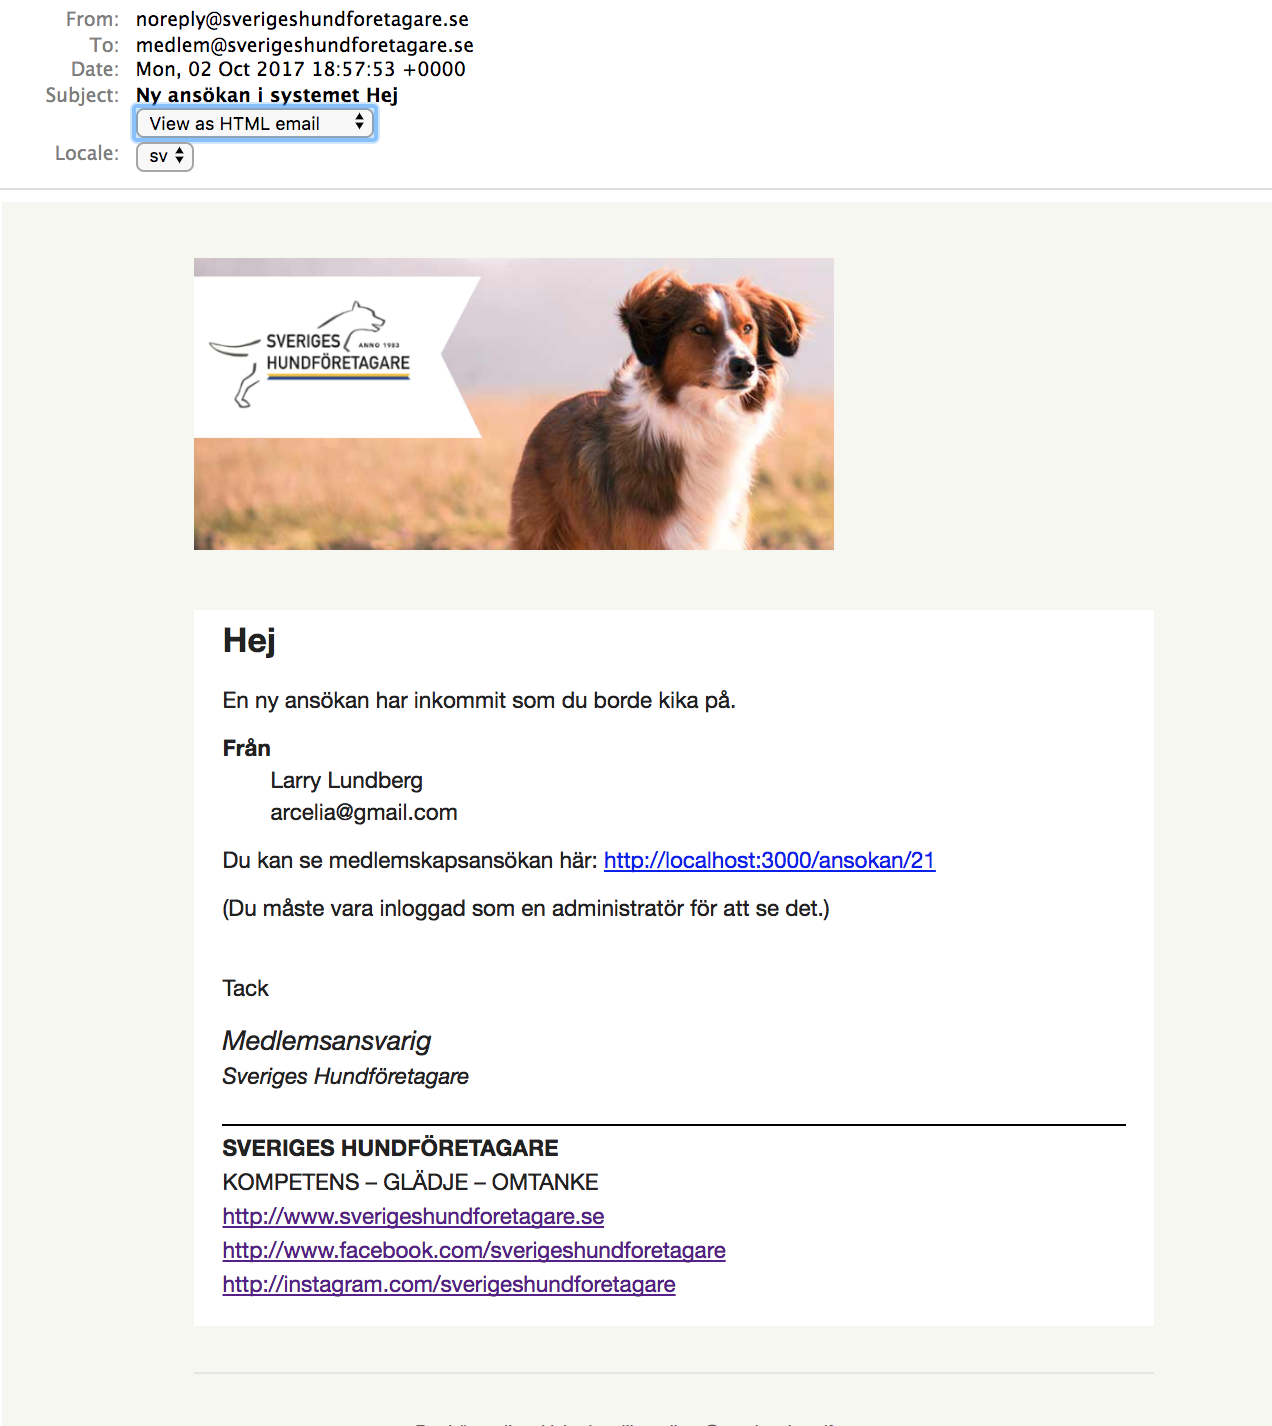 From: noreply@sverigeshundforetagare.se
To: medlem@sverigeshundforetagare.se
Date: Mon, 02 Oct 2017 18:57:53 +0000
Subject: Ny ansökan i systemet Hej
View as HTML email
Locale: sv
SVERIGES
ANNO 1983
HUNDFÖRETAGARE
Hej
En ny ansökan har inkommit som du borde kika på.
Från
Larry Lundberg
arcelia@gmail.com
Du kan se medlemskapsansökan här: http://localhost:3000/ansokan/21
(Du måste vara inloggad som en administratör för att se det.)
Tack
Medlemsansvarig
Sveriges Hundföretagare
SVERIGES HUNDFÖRETAGARE
KOMPETENS – GLÄDJE – OMTANKE
http://www.sverigeshundforetagare.se
http://www.facebook.com/sverigeshundforetagare
http://instagram.com/sverigeshundforetagare